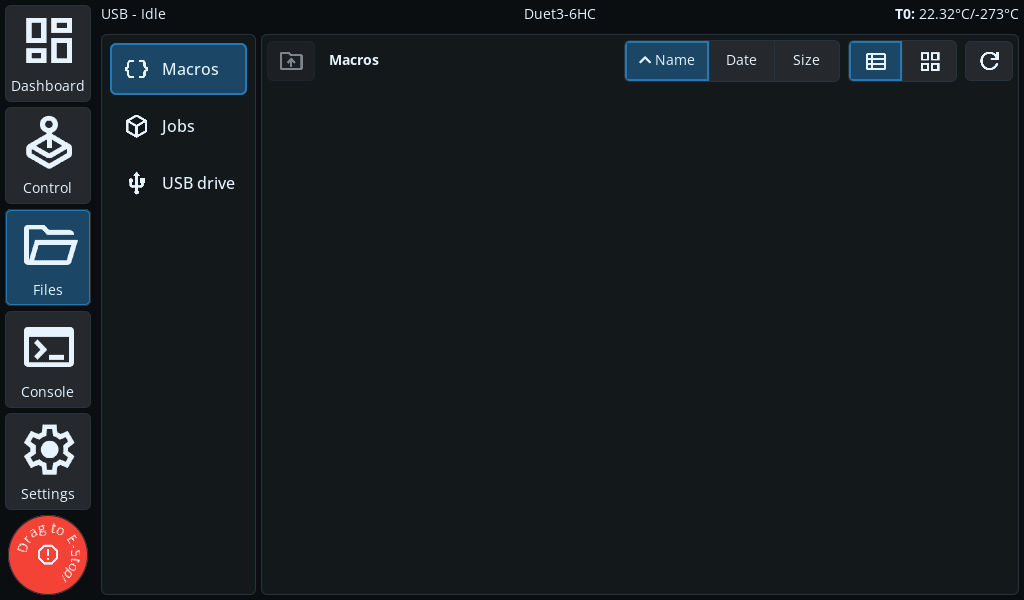 USB - Idle
Duet3-6HC
T0: 22.32°C/-273°C
Dashboard
Control
Files
Console
Settings
Drag to E-Stop!
Macros
Jobs
USB drive
Macros
Name
Date
Size